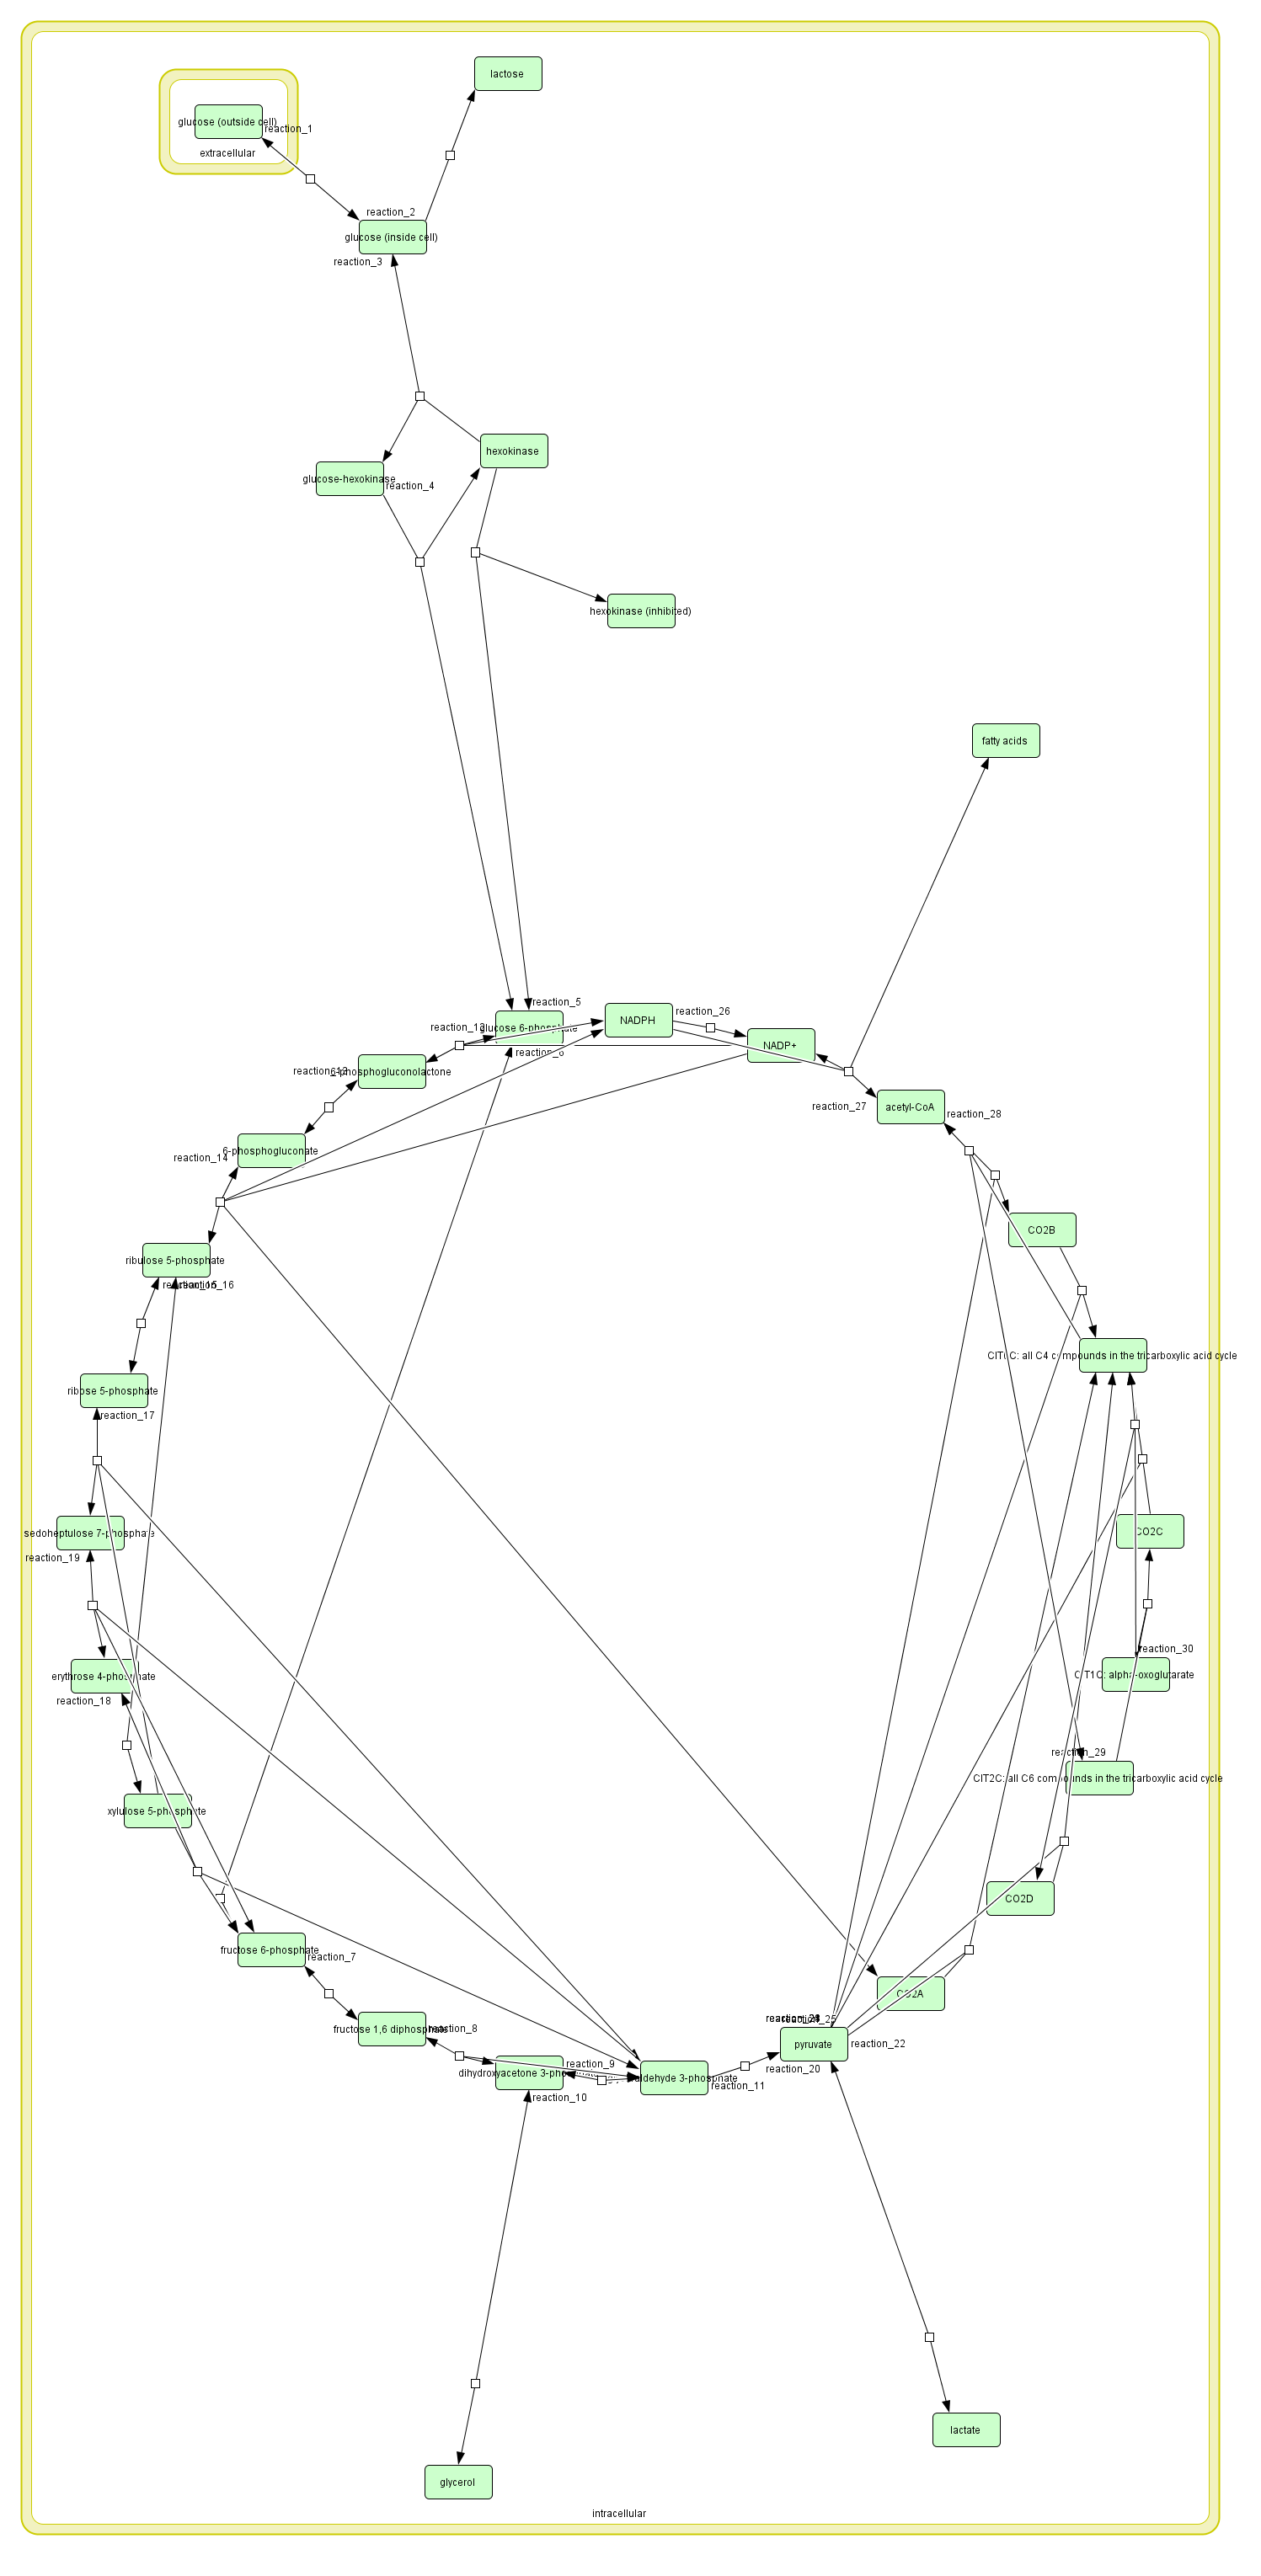 lactose
glucose (outside cell)
reaction_1
extracellular
reaction_2
glucose (inside cell)
reaction_3
hexokinase
glucose-hexokinase
reaction_4
hexokinase (inhibited)
fatty acids
reaction_5
NADPH
reaction_26
reaction_12
glucose 6-phosphate
NADP+
reaction_6
reaction_13
6-phosphogluconolactone
reaction_27
acetyl-CoA
reaction_28
6-phosphogluconate
reaction_14
CO2B
ribulose 5-phosphate
reaction_15
reaction_16
CIT0C: all C4 compounds in the tricarboxylic acid cycle
ribose 5-phosphate
reaction_17
sedoheptulose 7-phosphate
CO2C
reaction_19
reaction_30
erythrose 4-phosphate
CIT1C: alpha-oxoglutarate
reaction_18
reaction_29
CIT2C: all C6 compounds in the tricarboxylic acid cycle
xylulose 5-phosphate
CO2D
fructose 6-phosphate
reaction_7
CO2A
reaction_25
fructose 1,6 diphosphate
reaction_8
pyruvate
reaction_22
reaction_9
reaction_20
dihydroxyacetone 3-phosphate
3-phosphate
reaction_11
reaction_10
lactate
glycerol
intracellular